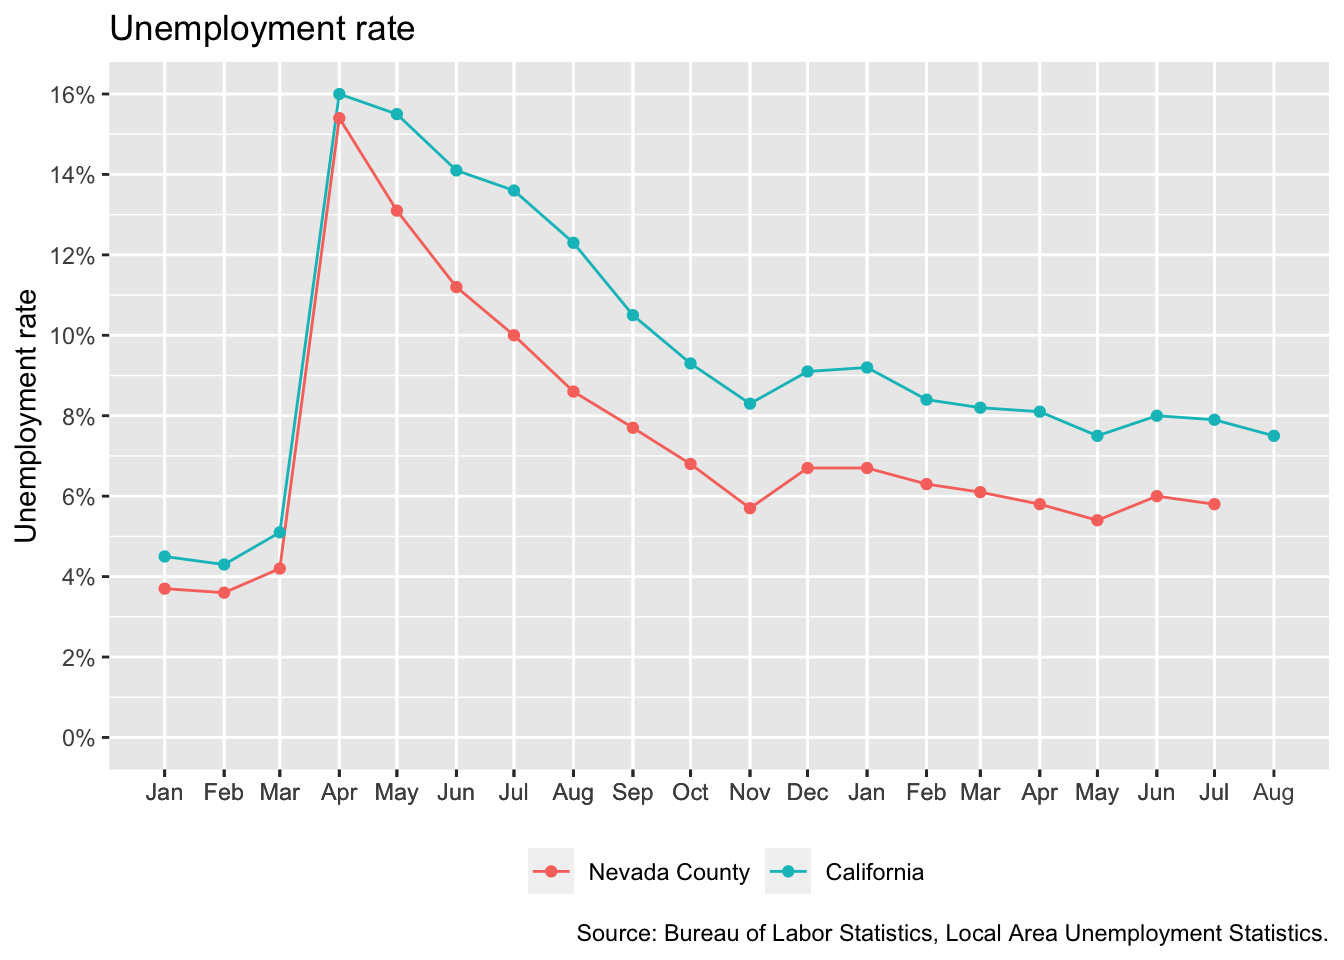 Unemployment rate
Unemployment rate
16%
14%
12%
10%
8%
6%
4%
2%
0%
Jan Feb Mar Apr May Jun Jul Aug Sep Oct Nov Dec Jan Feb Mar Apr May Jun Jul Aug
Nevada County California
Source: Bureau of Labor Statistics, Local Area Unemployment Statistics.